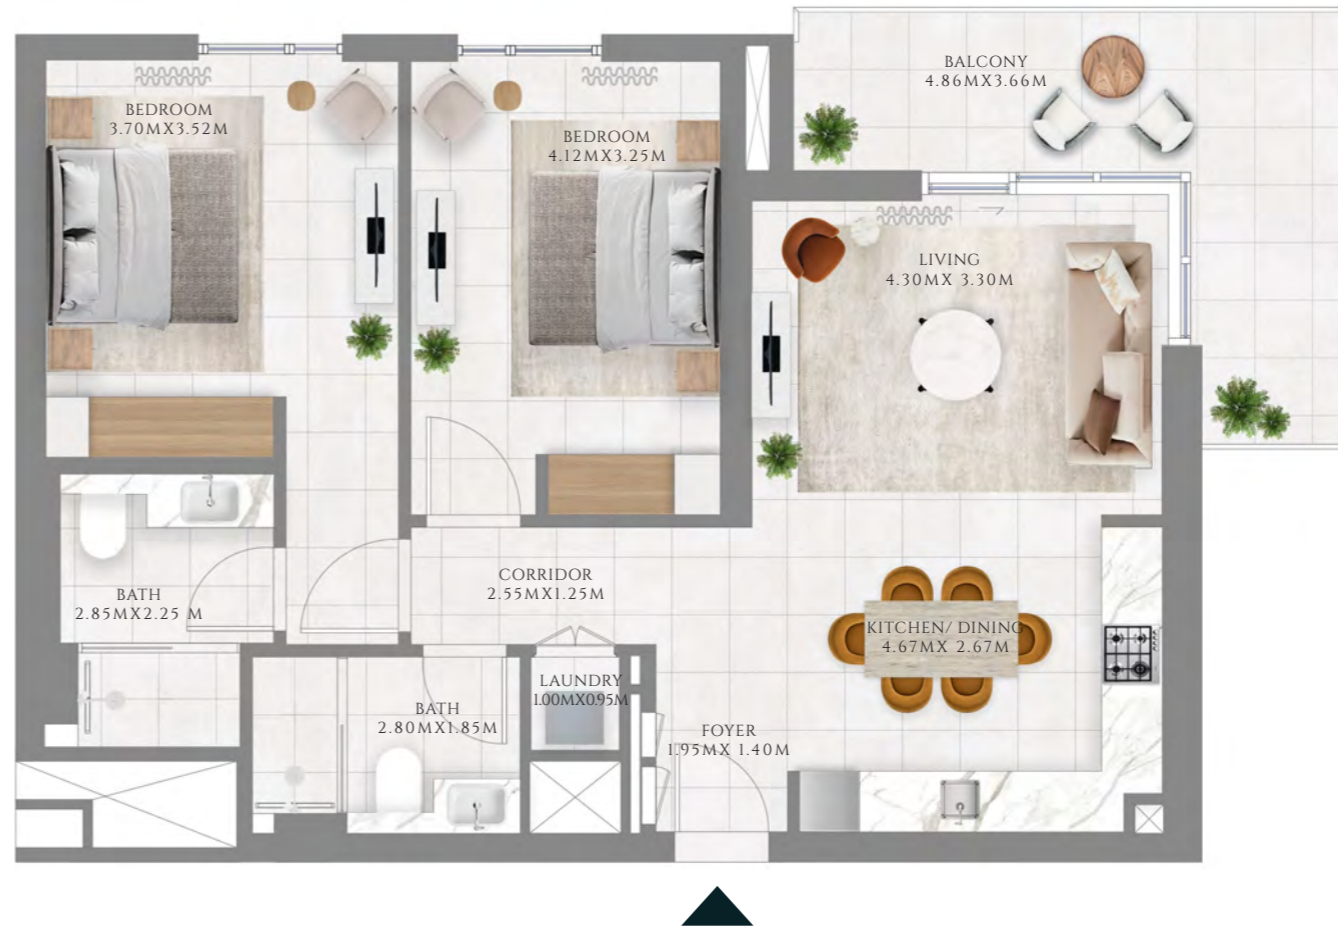 BALCONY
4.86MX3.66M
BEDROOM
3.70MX3.52M
BEDROOM
4.12MX3.25M
LIVING
4.30MX 3.30M
CORRIDOR
2.55MX1.25M
BATH
2.85MX2.25 M
KITCHEN/ DINING
4.67MX 2.67M
LAUNDRY
1.00MX0.95M
BATH
2.80MX1.85M
FOYER
1.95MX 1.40M